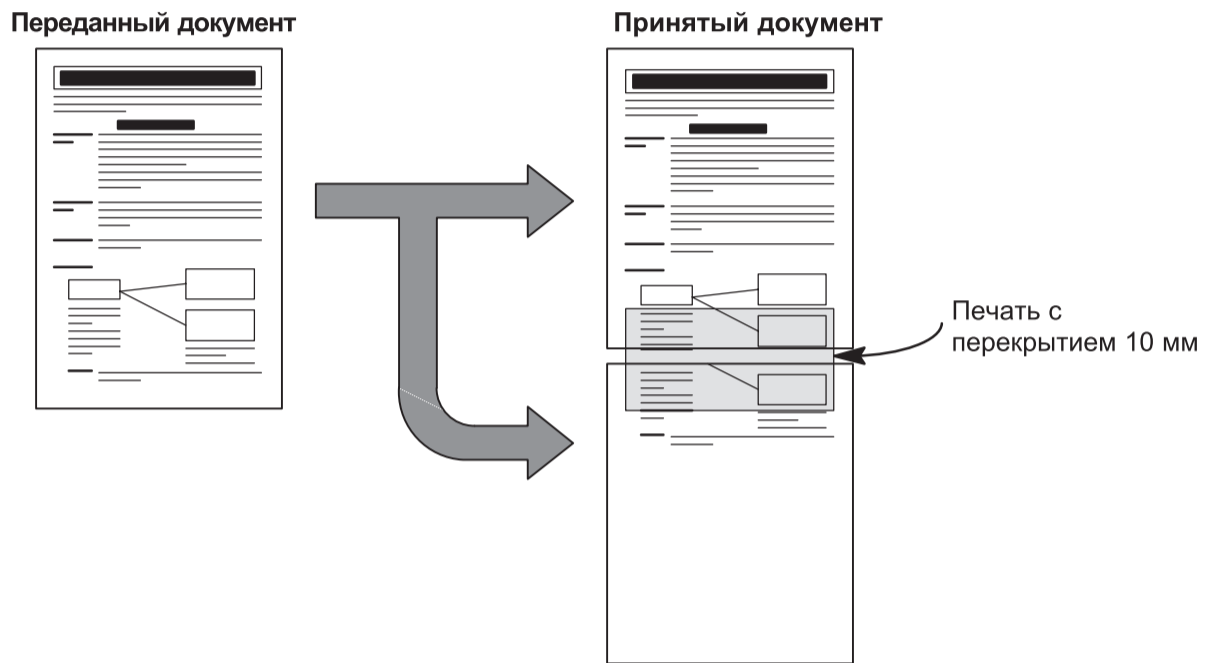 Переданный документ
Принятый документ
Печать с
перекрытием 10 мм